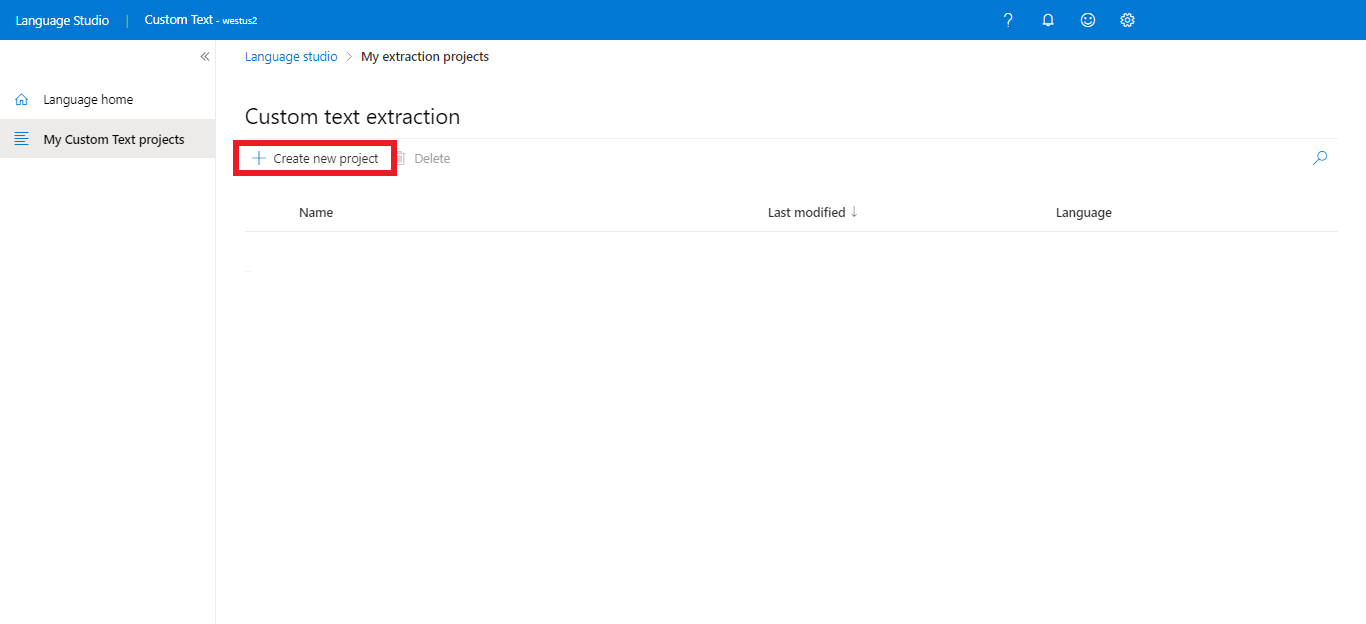 Language Studio | Custom Text - westus2
Language studio > My extraction projects
Language home
My Custom Text projects
Custom text extraction
Create new project Delete
Name Last modified ↓ Language